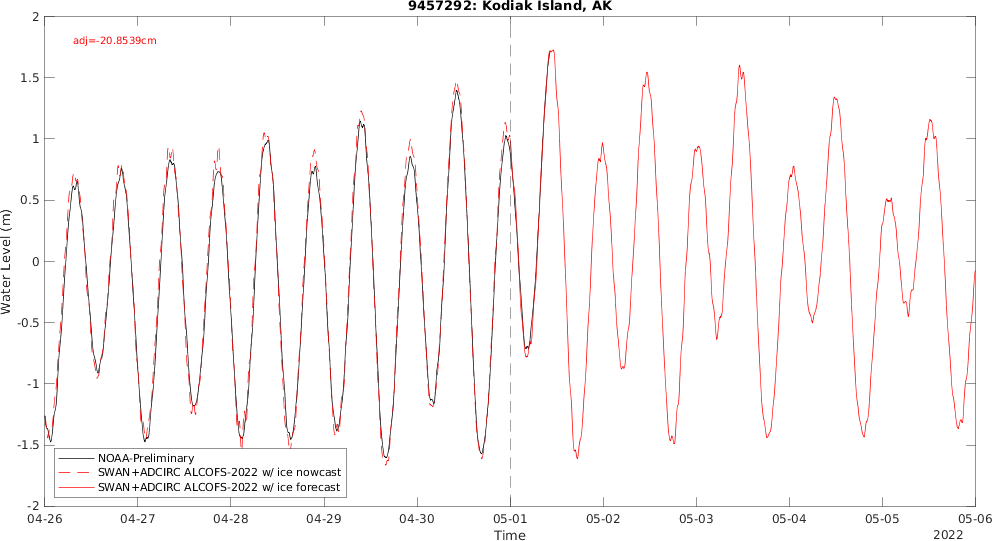 9457292: Kodiak Island, AK
adj=-20.8539cm
2
1.5
1
0.5
0
-0.5
-1
-1.5
-2
Water Level (m)
NOAA-Preliminary
SWAN+ADCIRC ALCOFS-2022 w/ ice nowcast
SWAN+ADCIRC ALCOFS-2022 w/ ice forecast
04-26 04-27 04-28 04-29 04-30 05-01 05-02 05-03 05-04 05-05 05-06
Time
2022